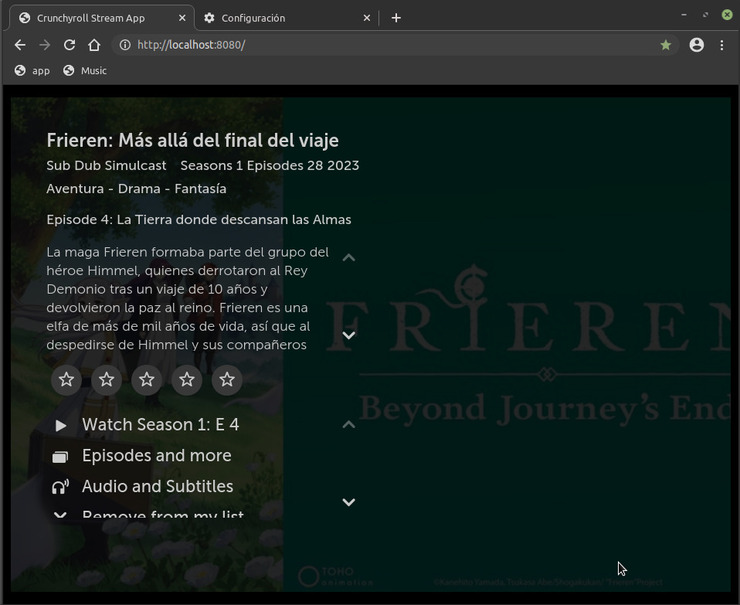 Crunchyroll Stream App
Configuración
http://localhost:8080/
app
Music
Frieren: Más allá del final del viaje
Sub Dub Simulcast Seasons 1 Episodes 28 2023
Aventura - Drama - Fantasía
Episode 4: La Tierra donde descansan las Almas
La maga Frieren formaba parte del grupo del
héroe Himmel, quienes derrotaron al Rey
Demonio tras un viaje de 10 años y
devolvieron la paz al reino. Frieren es una
elfa de más de mil años de vida, así que al
despedirse de Himmel y sus compañeros
FRIEREN
Beyond Journey's End
Watch Season 1: E 4
Episodes and more
Audio and Subtitles
Remove from my list
TOHO
animation